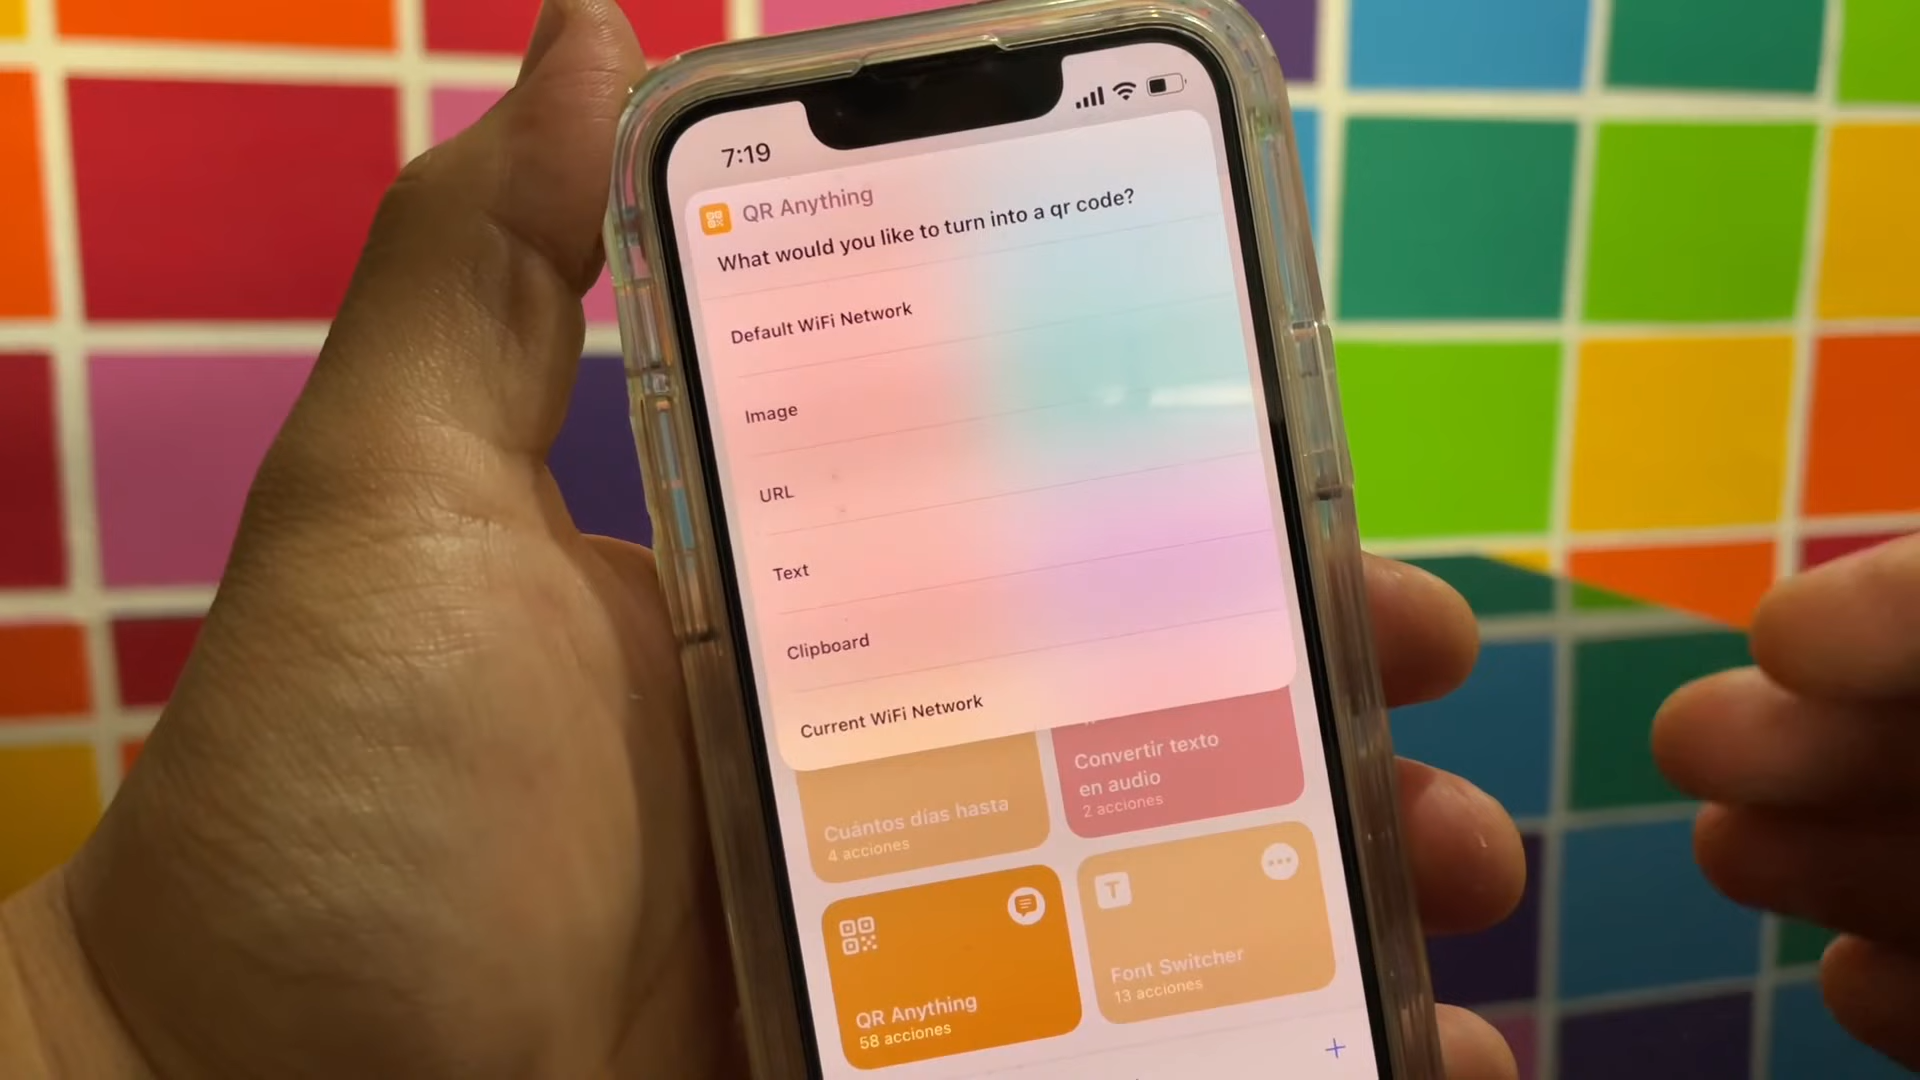 7:19
QR Anything
What would you like to turn into a qr code?
Default WiFi Network
Image
URL
Text
Clipboard
Current WiFi Network
Cuántos días hasta
4 acciones
Convertir texto
en audio
2 acciones
QR Anything
58 acciones
T
Font Switcher
13 acciones